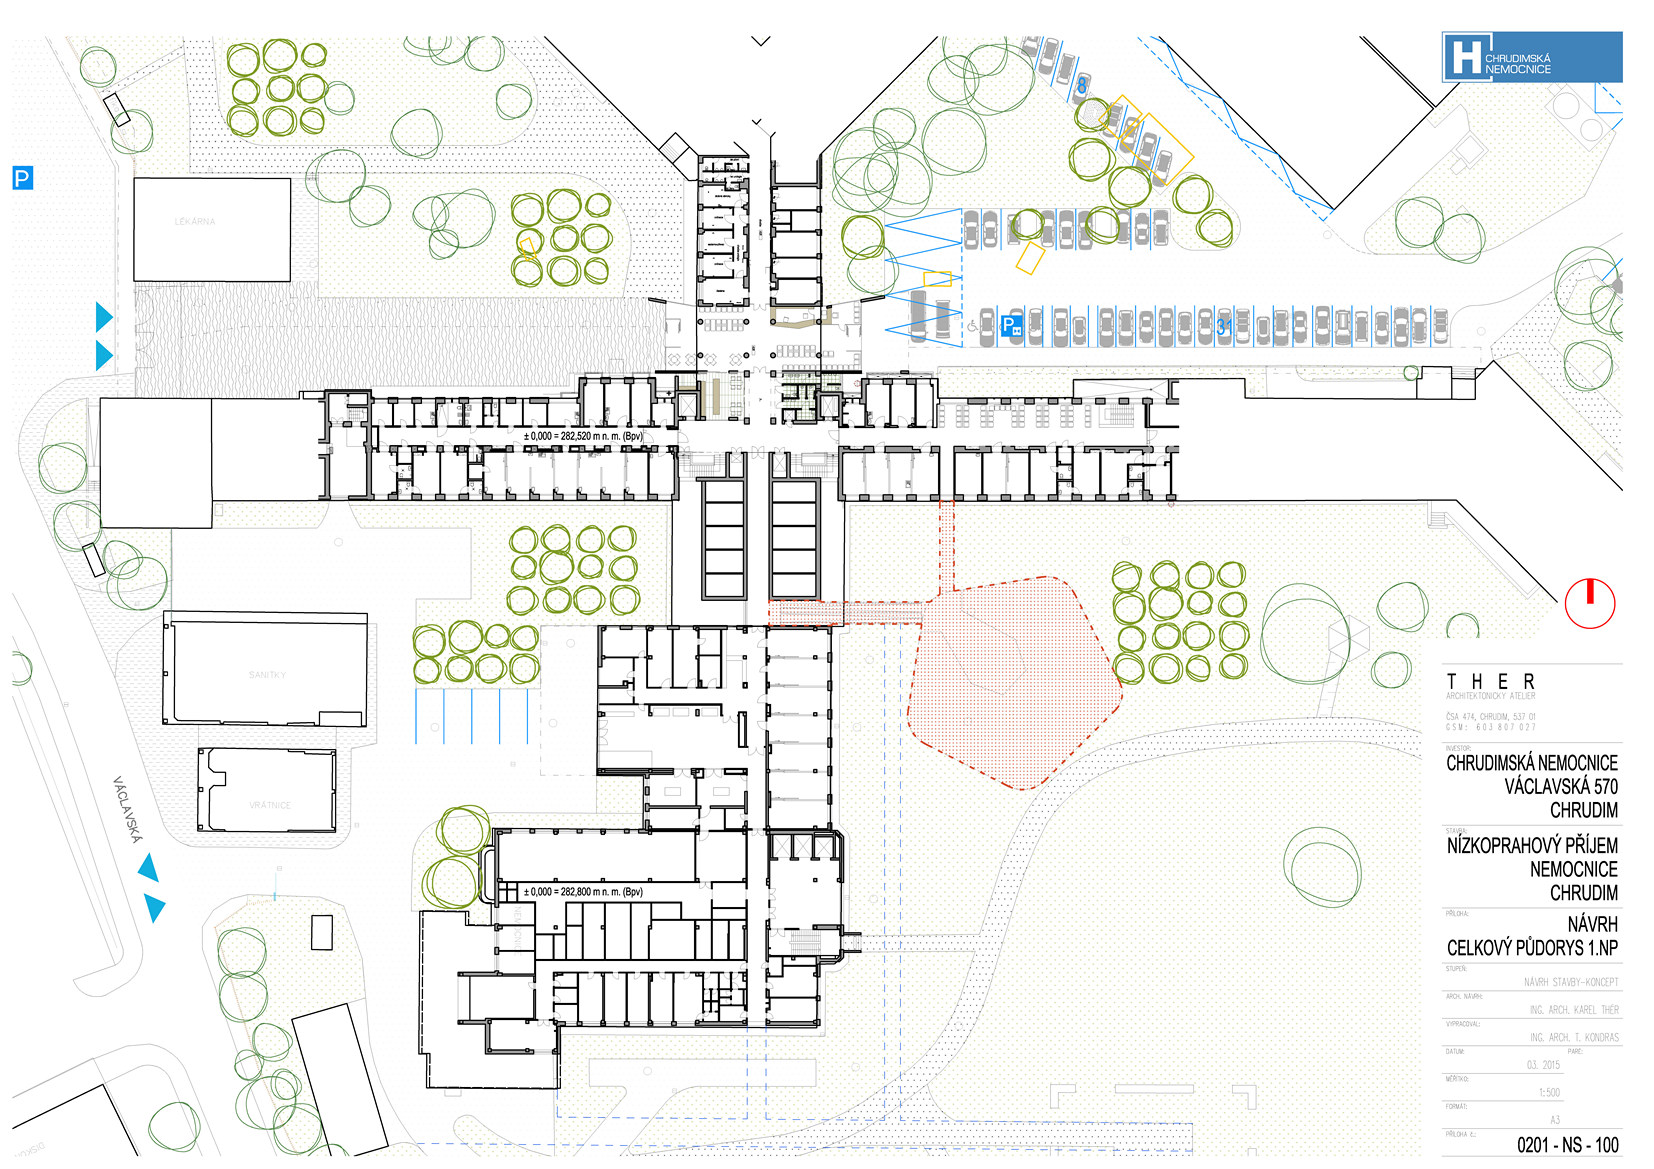 CHRUDIMSKÁ
NEMOCNICE
8
P
LÉKÁRNA
P
31
± 0,000 = 282,520 m n. m. (Bpv)
SANITKY
VRÁTNICE
VÁCLAVSKÁ
± 0,000 = 282,800 m n. m. (Bpv)
THER
ARCHITEKTONICKÝ ATELIER
ČSA 474, CHRUDIM, 537 01
GSM: 603 807 027
INVESTOR:
CHRUDIMSKÁ NEMOCNICE
VÁCLAVSKÁ 570
CHRUDIM
STAVBA:
NÍZKOPRAHOVÝ PŘÍJEM
NEMOCNICE
CHRUDIM
PŘÍLOHA:
NÁVRH
CELKOVÝ PŮDORYS 1.NP
STUPEŇ:
NÁVRH STAVBY-KONCEPT
ARCH. NÁVRH:
ING. ARCH. KAREL THÉR
VYPRACOVAL:
ING. ARCH. T. KONDRAS
DATUM: PARÉ:
03. 2015
MĚŘÍTKO:
1:500
FORMÁT:
A3
PŘÍLOHA č.:
0201 - NS - 100